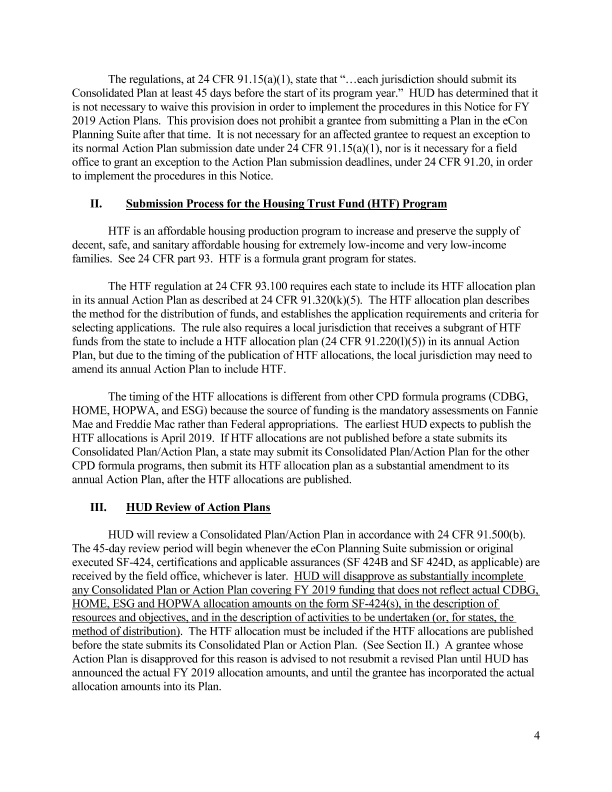 The regulations, at 24 CFR 91.15(a)(1), state that “…each jurisdiction should submit its
Consolidated Plan at least 45 days before the start of its program year.”  HUD has determined that it
is not necessary to waive this provision in order to implement the procedures in this Notice for FY
2019 Action Plans.  This provision does not prohibit a grantee from submitting a Plan in the eCon
Planning Suite after that time.  It is not necessary for an affected grantee to request an exception to
its normal Action Plan submission date under 24 CFR 91.15(a)(1), nor is it necessary for a field
office to grant an exception to the Action Plan submission deadlines, under 24 CFR 91.20, in order
to implement the procedures in this Notice.
II. Submission Process for the Housing Trust Fund (HTF) Program
HTF is an affordable housing production program to increase and preserve the supply of
decent, safe, and sanitary affordable housing for extremely low-income and very low-income
families.  See 24 CFR part 93.  HTF is a formula grant program for states.
The HTF regulation at 24 CFR 93.100 requires each state to include its HTF allocation plan
in its annual Action Plan as described at 24 CFR 91.320(k)(5).  The HTF allocation plan describes
the method for the distribution of funds, and establishes the application requirements and criteria for
selecting applications.  The rule also requires a local jurisdiction that receives a subgrant of HTF
funds from the state to include a HTF allocation plan (24 CFR 91.220(l)(5)) in its annual Action
Plan, but due to the timing of the publication of HTF allocations, the local jurisdiction may need to
amend its annual Action Plan to include HTF.
The timing of the HTF allocations is different from other CPD formula programs (CDBG,
HOME, HOPWA, and ESG) because the source of funding is the mandatory assessments on Fannie
Mae and Freddie Mac rather than Federal appropriations.  The earliest HUD expects to publish the
HTF allocations is April 2019.  If HTF allocations are not published before a state submits its
Consolidated Plan/Action Plan, a state may submit its Consolidated Plan/Action Plan for the other
CPD formula programs, then submit its HTF allocation plan as a substantial amendment to its
annual Action Plan, after the HTF allocations are published.
III. HUD Review of Action Plans
HUD will review a Consolidated Plan/Action Plan in accordance with 24 CFR 91.500(b).
The 45-day review period will begin whenever the eCon Planning Suite submission or original
executed SF-424, certifications and applicable assurances (SF 424B and SF 424D, as applicable) are
received by the field office, whichever is later.  HUD will disapprove as substantially incomplete
any Consolidated Plan or Action Plan covering FY 2019 funding that does not reflect actual CDBG,
HOME, ESG and HOPWA allocation amounts on the form SF-424(s), in the description of
resources and objectives, and in the description of activities to be undertaken (or, for states, the
method of distribution).  The HTF allocation must be included if the HTF allocations are published
before the state submits its Consolidated Plan or Action Plan.  (See Section II.)  A grantee whose
Action Plan is disapproved for this reason is advised to not resubmit a revised Plan until HUD has
announced the actual FY 2019 allocation amounts, and until the grantee has incorporated the actual
allocation amounts into its Plan.
4